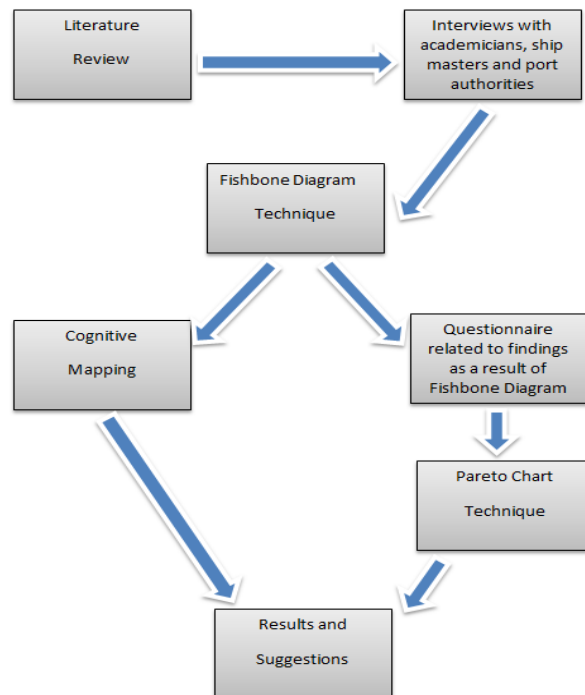 Literature
Review
Interviews with
academicians, ship
masters and port
authorities
Fishbone Diagram
Technique
Cognitive
Mapping
Questionnaire
related to findings
as a result of
Fishbone Diagram
Pareto Chart
Technique
Results and
Suggestions